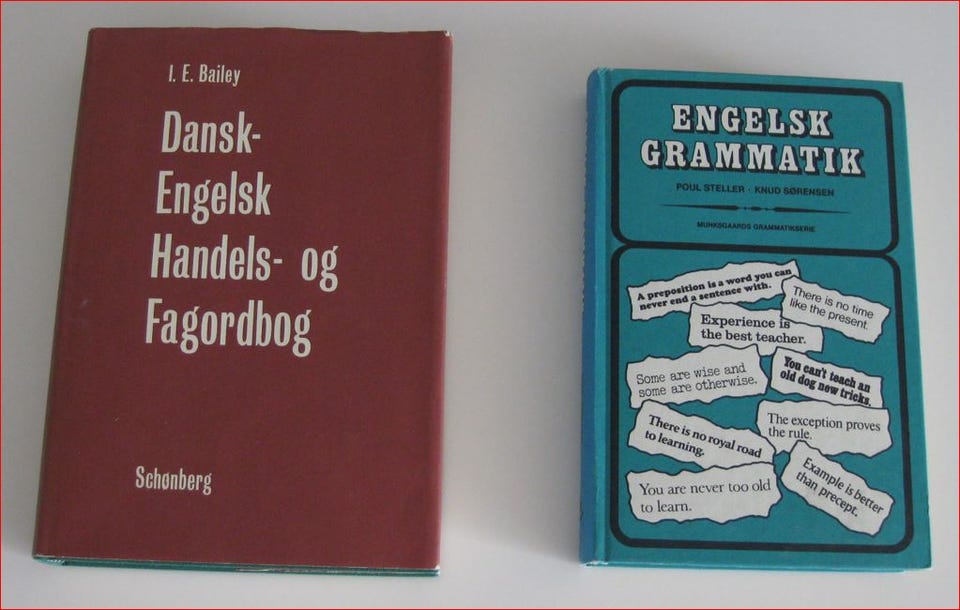 I. E. Bailey
Dansk-
Engelsk
Handels- og
Fagordbog
Schønberg
ENGELSK
GRAMMATIK
POUL STELLER · KNUD SØRENSEN
MUNKSGAARDS GRAMMATIKSERIE
A preposition is a word you can
never end a sentence with.
There is no time
like the present.
Experience is
the best teacher.
Some are wise and
some are otherwise.
You can't teach an
old dog new tricks.
There is no royal road
to learning.
The exception proves
the rule.
You are never too old
to learn.
Example is better
than precept.